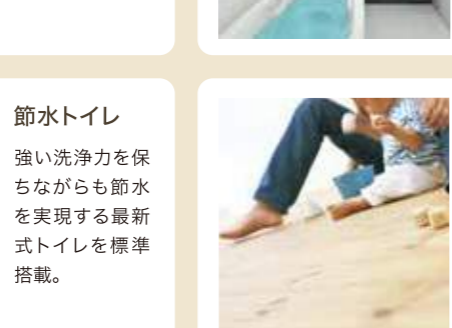 節水トイレ
強い洗浄力を保
ちながらも節水
を実現する最新
式トイレを標準
搭載。